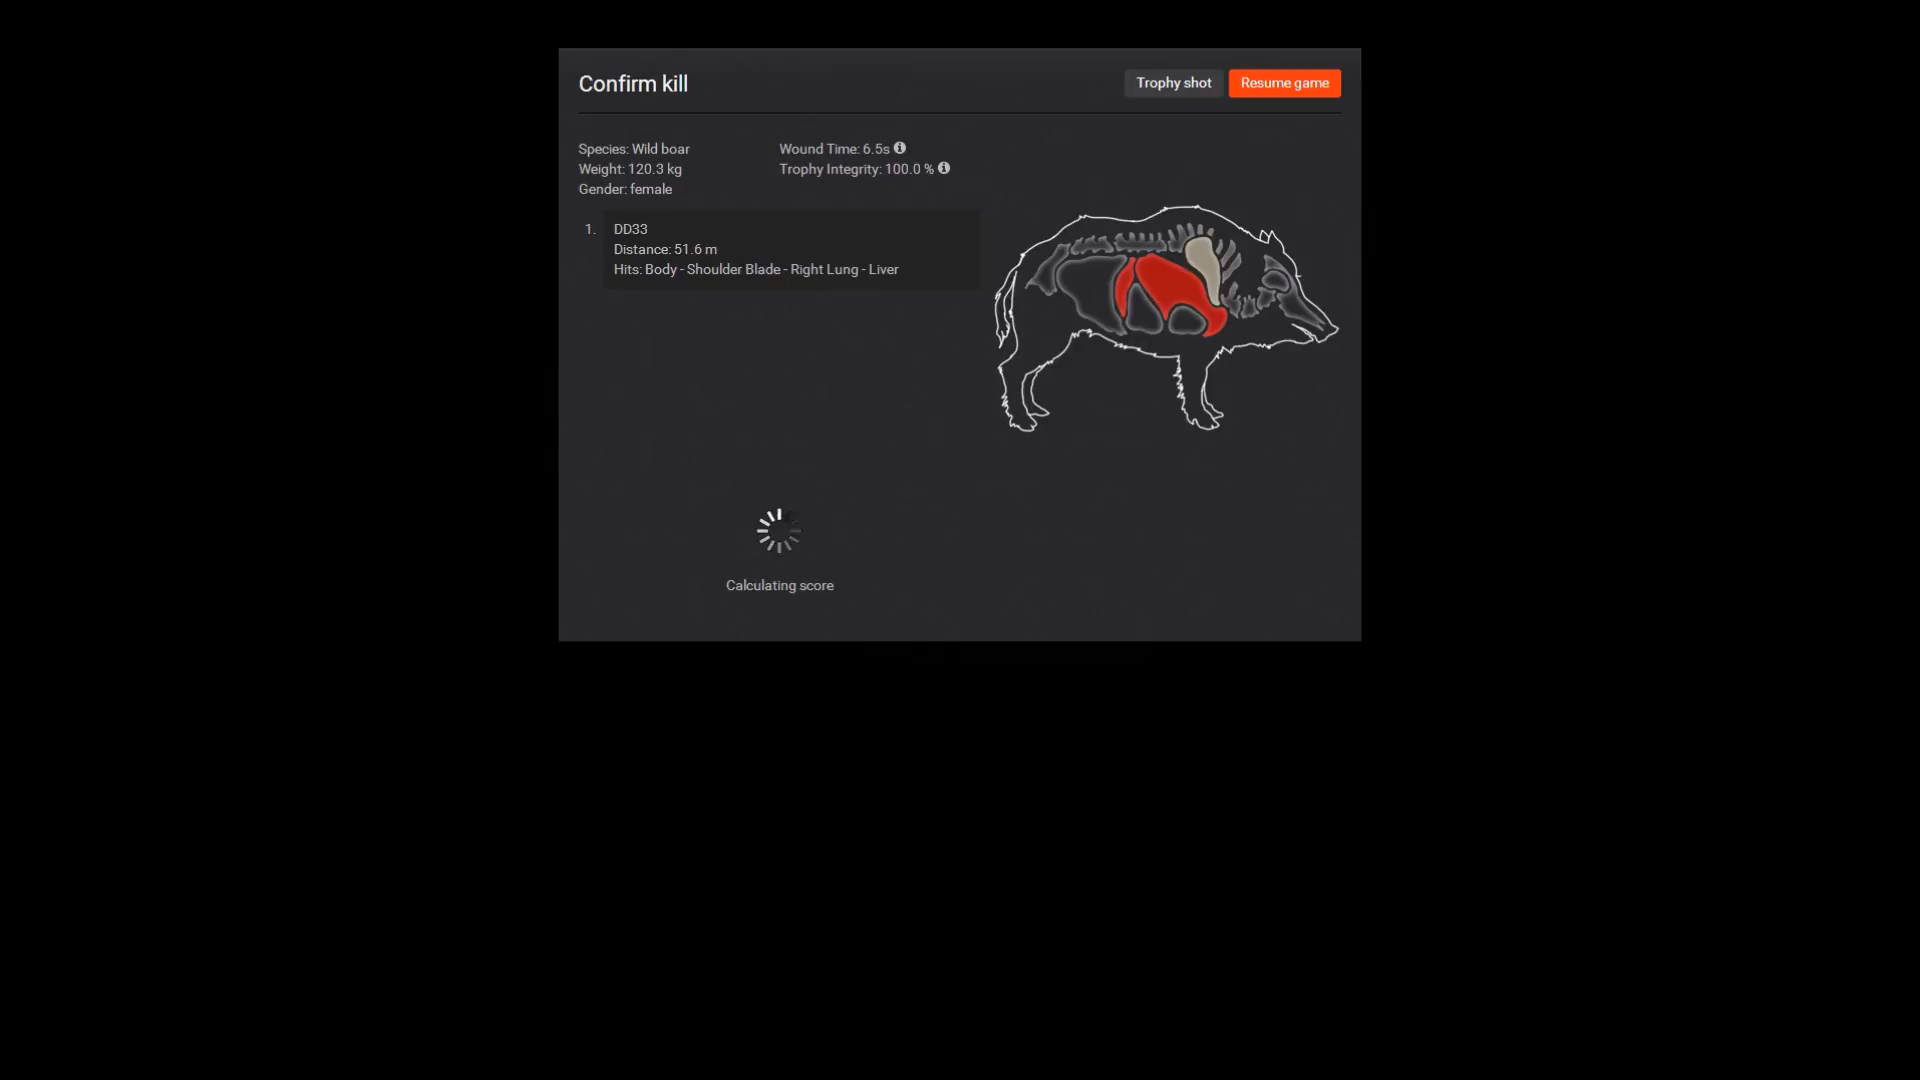 Confirm kill
Trophy shot
Resume game
Species: Wild boar
Weight: 120.3 kg
Gender: female
Wound Time: 6.5s
Trophy Integrity: 100.0 %
1.
DD33
Distance: 51.6 m
Hits: Body - Shoulder Blade - Right Lung - Liver
Calculating score